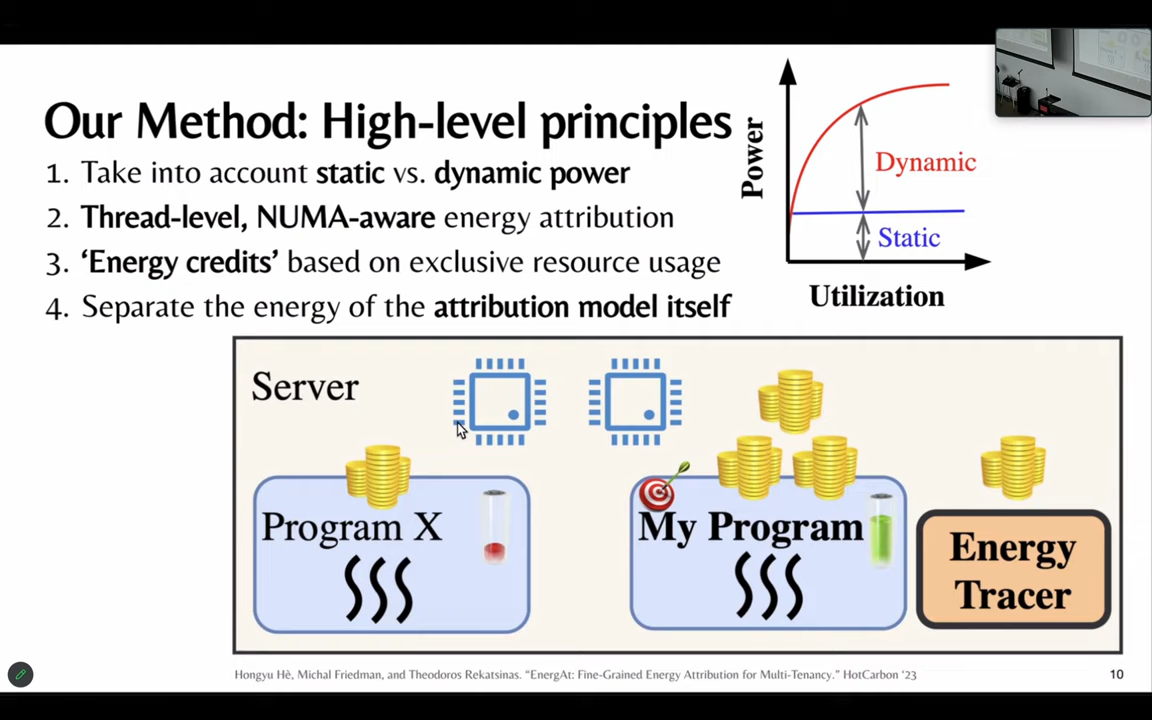 Our Method: High-level principles
1. Take into account static vs. dynamic power
2. Thread-level, NUMA-aware energy attribution
3. ‘Energy credits’ based on exclusive resource usage
4. Separate the energy of the attribution model itself
Power
Dynamic
Static
Utilization
Server
Program X
My Program
Energy
Tracer
Hongyu Hè, Michal Friedman, and Theodoros Rekatsinas. “EnergAt: Fine-Grained Energy Attribution for Multi-Tenancy.” HotCarbon ‘23
10